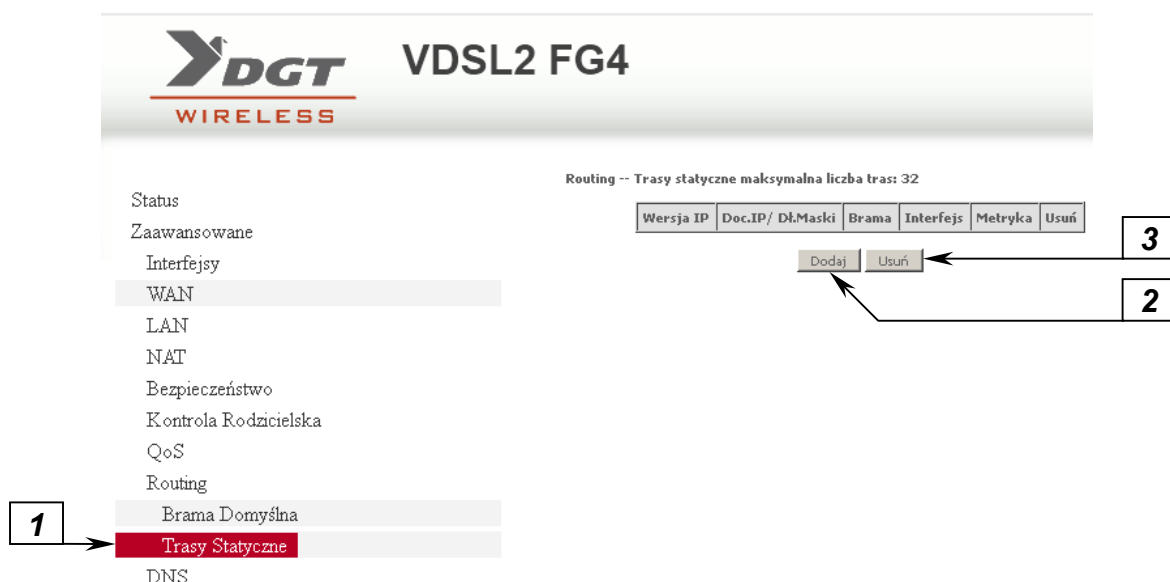 DGT
WIRELESS
VDSL2 FG4
Status
Zaawansowane
Interfejsy
WAN
LAN
NAT
Bezpieczeństwo
Kontrola Rodzicielska
QoS
Routing
Brama Domyślna
Trasy Statyczne
DNS
Routing -- Trasy statyczne maksymalna liczba tras: 32
Wersja IP Doc.IP/ Dł.Maski Brama Interfejs Metryka Usuń
Dodaj Usuń
1
3
2